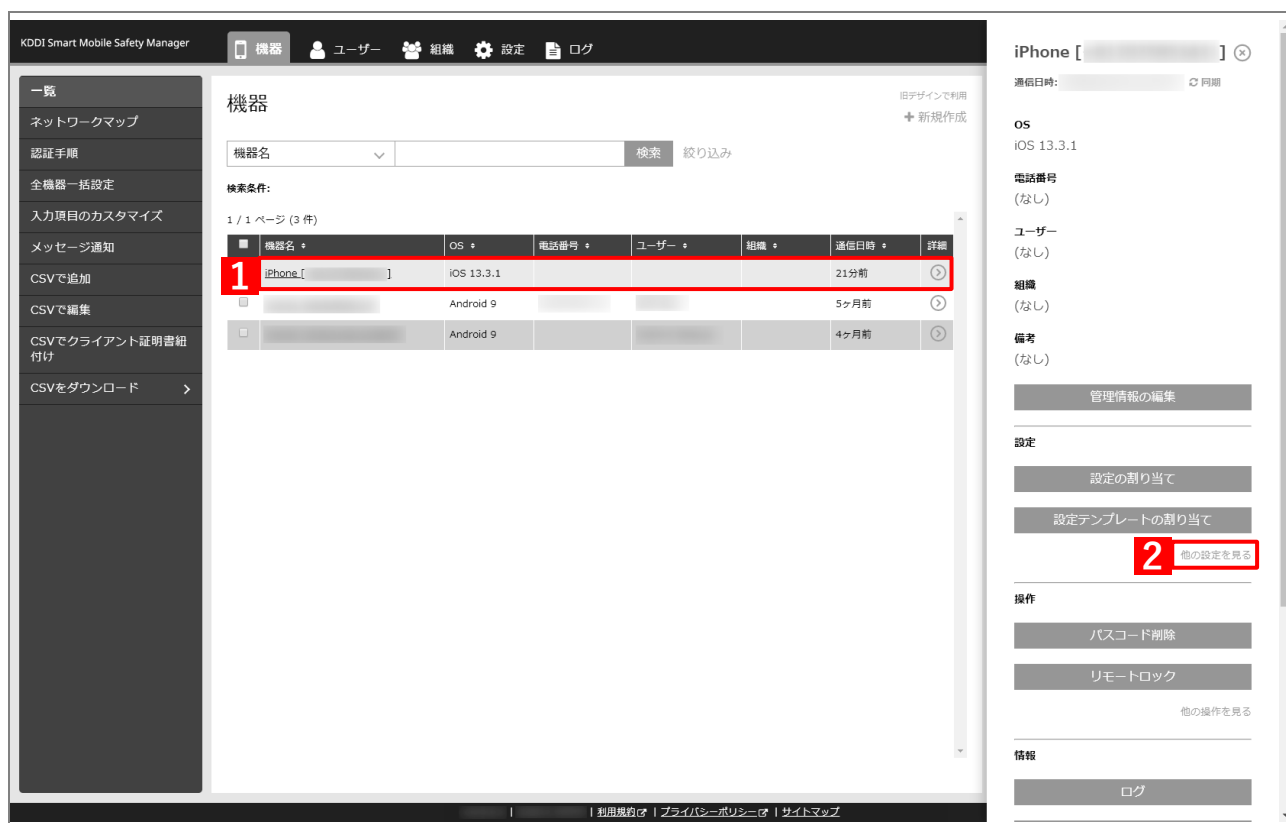 KDDI Smart Mobile Safety Manager
機器
ユーザー
組織
設定
ログ
一覧
ネットワークマップ
認証手順
全機器一括設定
入力項目のカスタマイズ
メッセージ通知
CSVで追加
CSVで編集
CSVでクライアント証明書紐
付け
CSVをダウンロード
機器
旧デザインで利用
+ 新規作成
機器名
検索
絞り込み
検索条件:
1 / 1 ページ (3 件)
機器名 OS 電話番号 ユーザー 組織 通信日時 詳細
1
iPhone [ ] iOS 13.3.1 21分前
Android 9 5ヶ月前
Android 9 4ヶ月前
| | 利用規約 | プライバシーポリシー | サイトマップ
iPhone [ ]
通信日時: 同期
OS
iOS 13.3.1
電話番号
(なし)
ユーザー
(なし)
組織
(なし)
備考
(なし)
管理情報の編集
設定
設定の割り当て
設定テンプレートの割り当て
2 他の設定を見る
操作
パスコード削除
リモートロック
他の操作を見る
情報
ログ